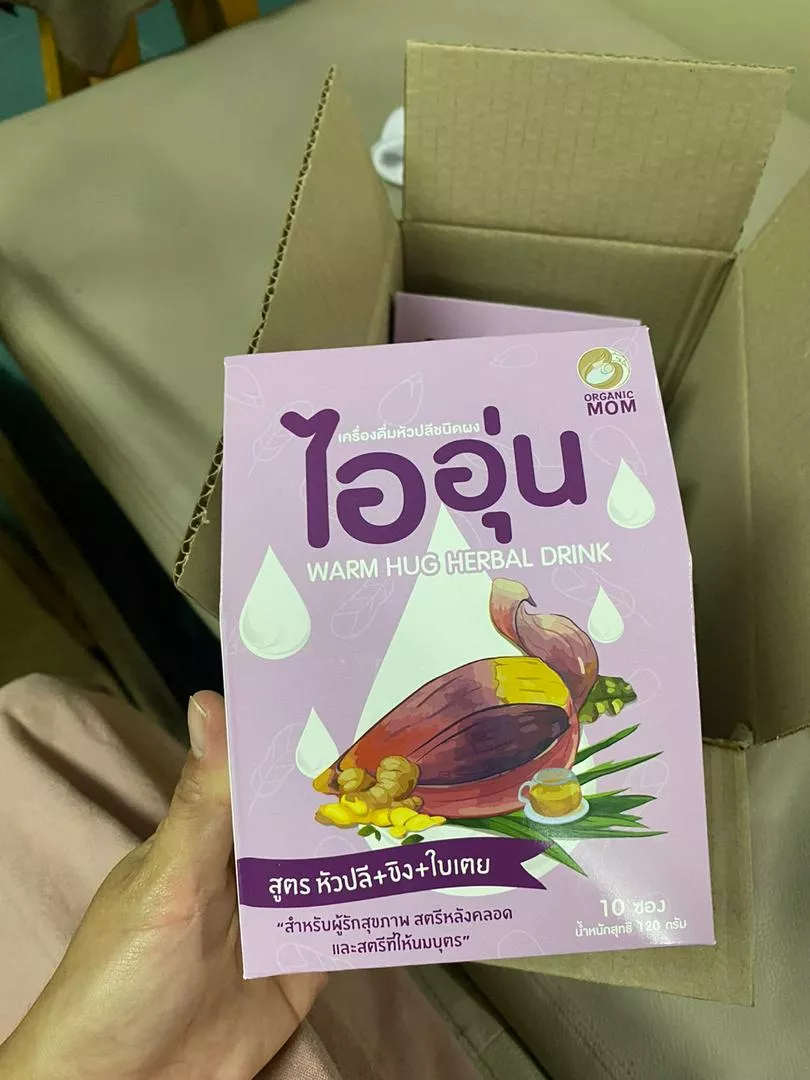 ORGANIC
MOM
เครื่องดื่มหัวปลีชนิดผง
ไออุ่น
WARM HUG HERBAL DRINK
สูตร หัวปลี+ขิง+ใบเตย
"สำหรับผู้รักสุขภาพ สตรีหลังคลอด
และสตรีที่ให้นมบุตร"
10 ซอง
น้ำหนักสุทธิ 120 กรัม